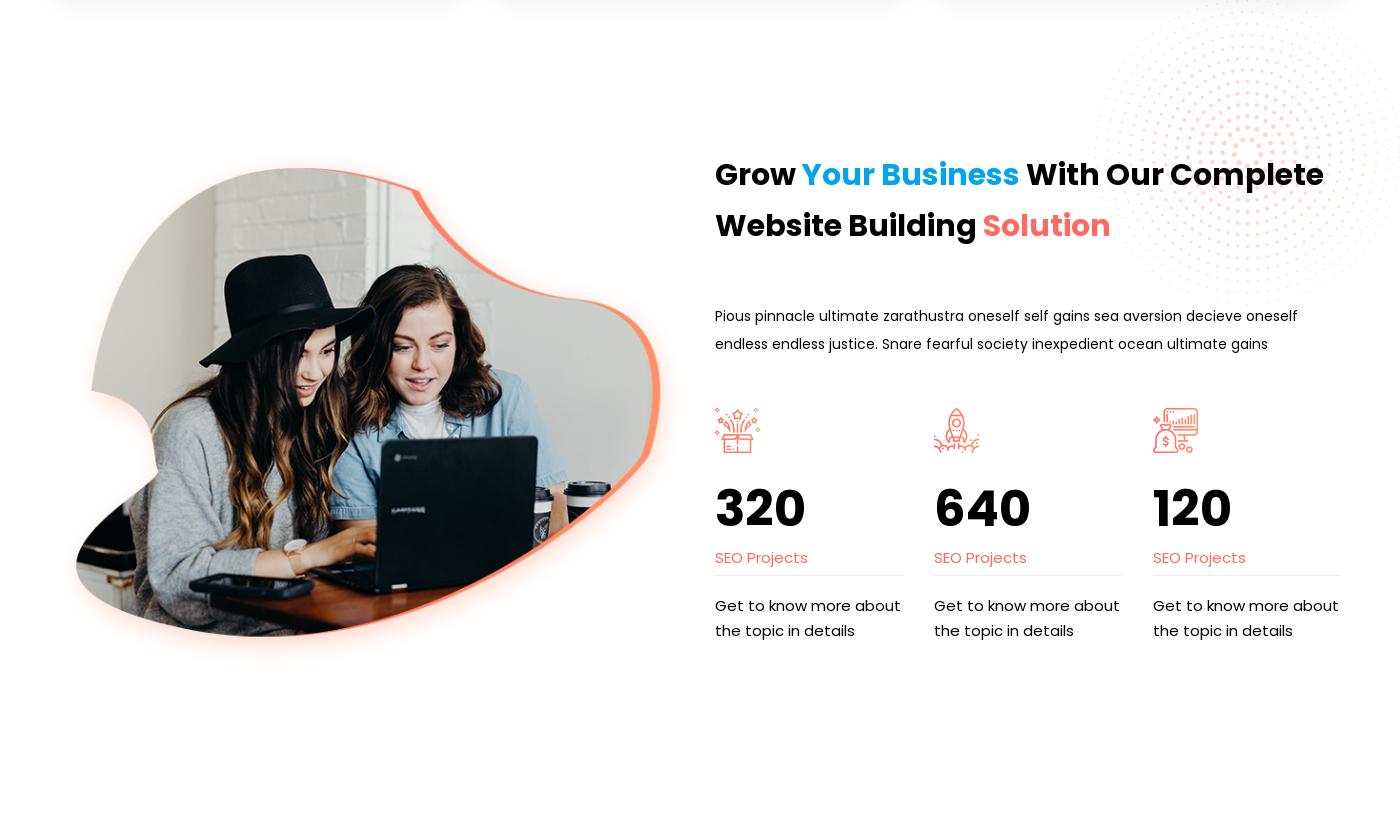 Grow Your Business With Our Complete
Website Building Solution
Pious pinnacle ultimate zarathustra oneself self gains sea aversion decieve oneself
endless endless justice. Snare fearful society inexpedient ocean ultimate gains
320
640
120
SEO Projects
SEO Projects
SEO Projects
Get to know more about
the topic in details
Get to know more about
the topic in details
Get to know more about
the topic in details